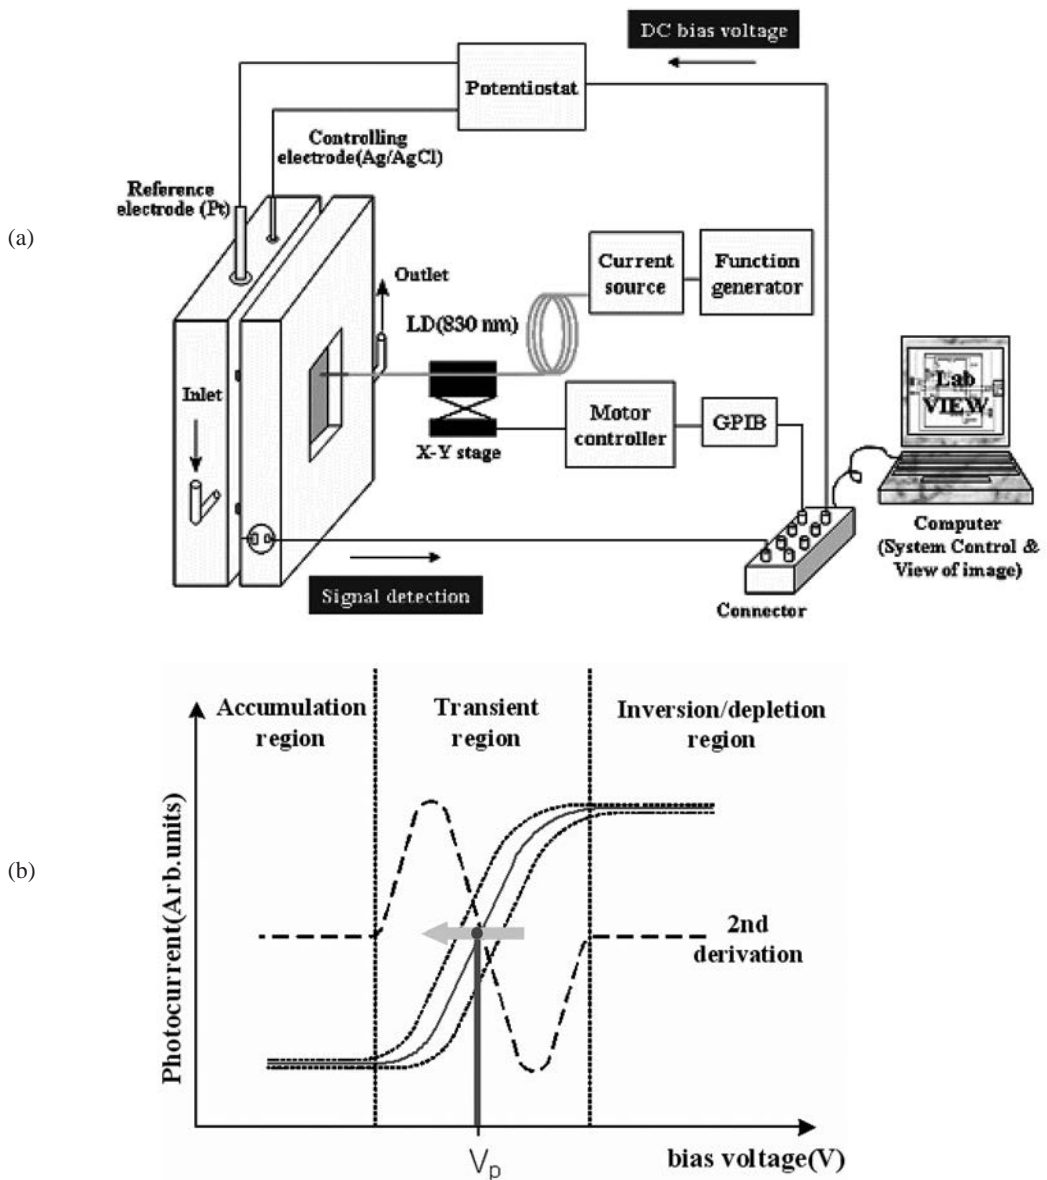 (a)
DC bias voltage
Potentiostat
Controlling
electrode(Ag/AgCl)
Reference
electrode (Pt)
Outlet
Current
source
Function
generator
LD(830 nm)
Inlet
X-Y stage
Motor
controller
GPIB
Lab
VIEW
Computer
(System Control &
View of image)
Signal detection
Connector
(b)
Accumulation
region
Transient
region
Inversion/depletion
region
Photocurrent(Arb.units)
2nd
derivation
Vp
bias voltage(V)